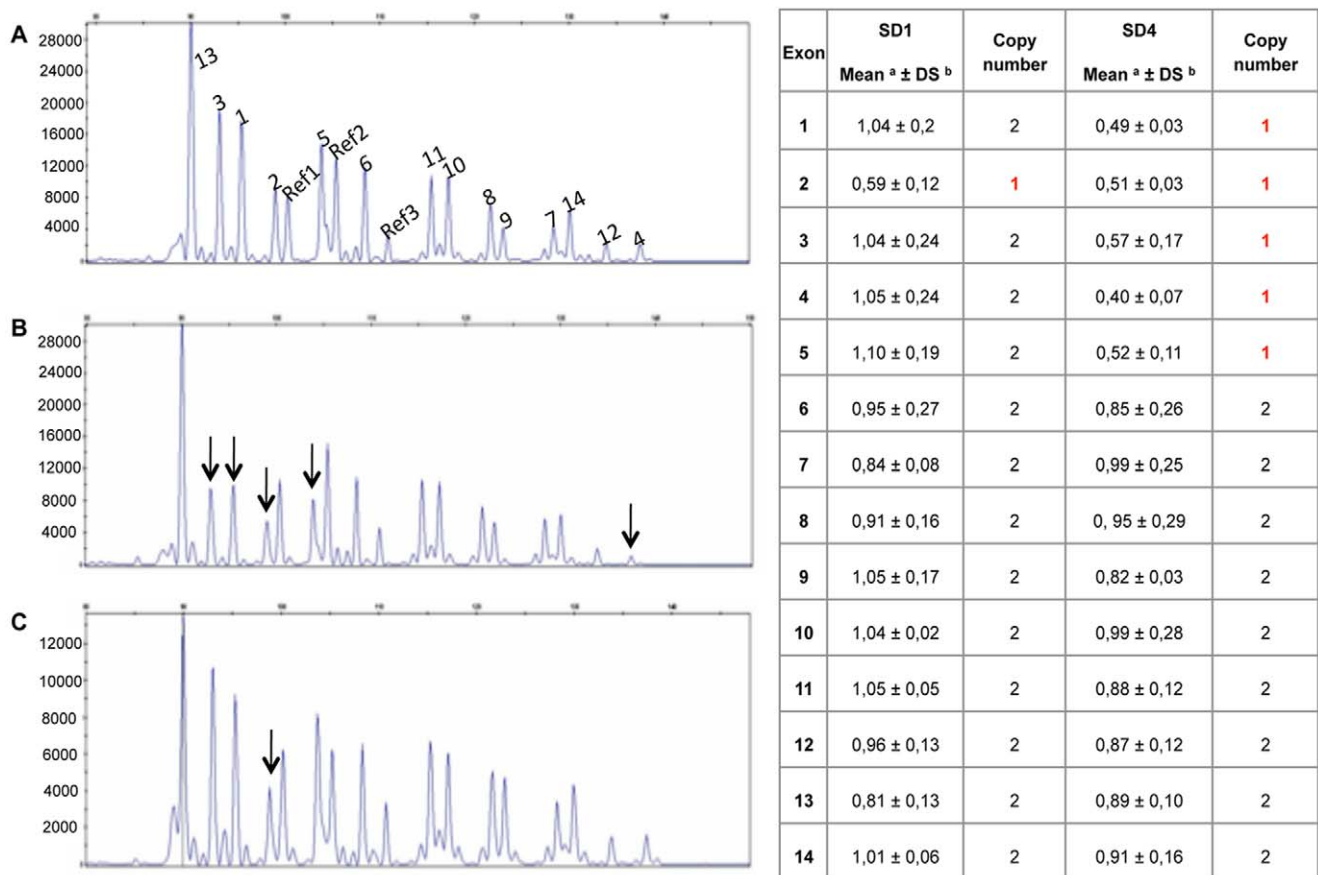 A
28000
24000
20000
16000
12000
8000
4000
0
13
3
1
2
Ref1
5
Ref2
6
Ref3
11
10
8
9
7
14
12
4
B
28000
24000
20000
16000
12000
8000
4000
0
C
12000
10000
8000
6000
4000
2000
0
Exon SD1 Mean a ± DS b Copy number SD4 Mean a ± DS b Copy number
1 1,04 ± 0,2 2 0,49 ± 0,03 1
2 0,59 ± 0,12 1 0,51 ± 0,03 1
3 1,04 ± 0,24 2 0,57 ± 0,17 1
4 1,05 ± 0,24 2 0,40 ± 0,07 1
5 1,10 ± 0,19 2 0,52 ± 0,11 1
6 0,95 ± 0,27 2 0,85 ± 0,26 2
7 0,84 ± 0,08 2 0,99 ± 0,25 2
8 0,91 ± 0,16 2 0, 95 ± 0,29 2
9 1,05 ± 0,17 2 0,82 ± 0,03 2
10 1,04 ± 0,02 2 0,99 ± 0,28 2
11 1,05 ± 0,05 2 0,88 ± 0,12 2
12 0,96 ± 0,13 2 0,87 ± 0,12 2
13 0,81 ± 0,13 2 0,89 ± 0,10 2
14 1,01 ± 0,06 2 0,91 ± 0,16 2